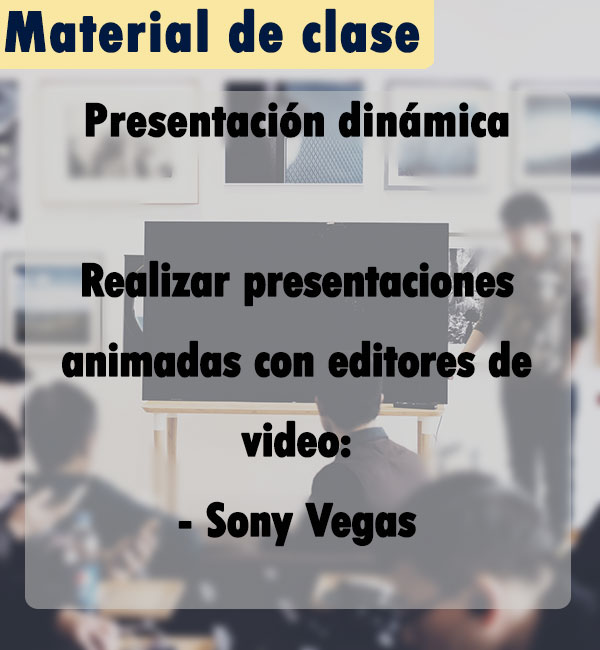 Material de clase
Presentación dinámica
Realizar presentaciones
animadas con editores de
video:
- Sony Vegas